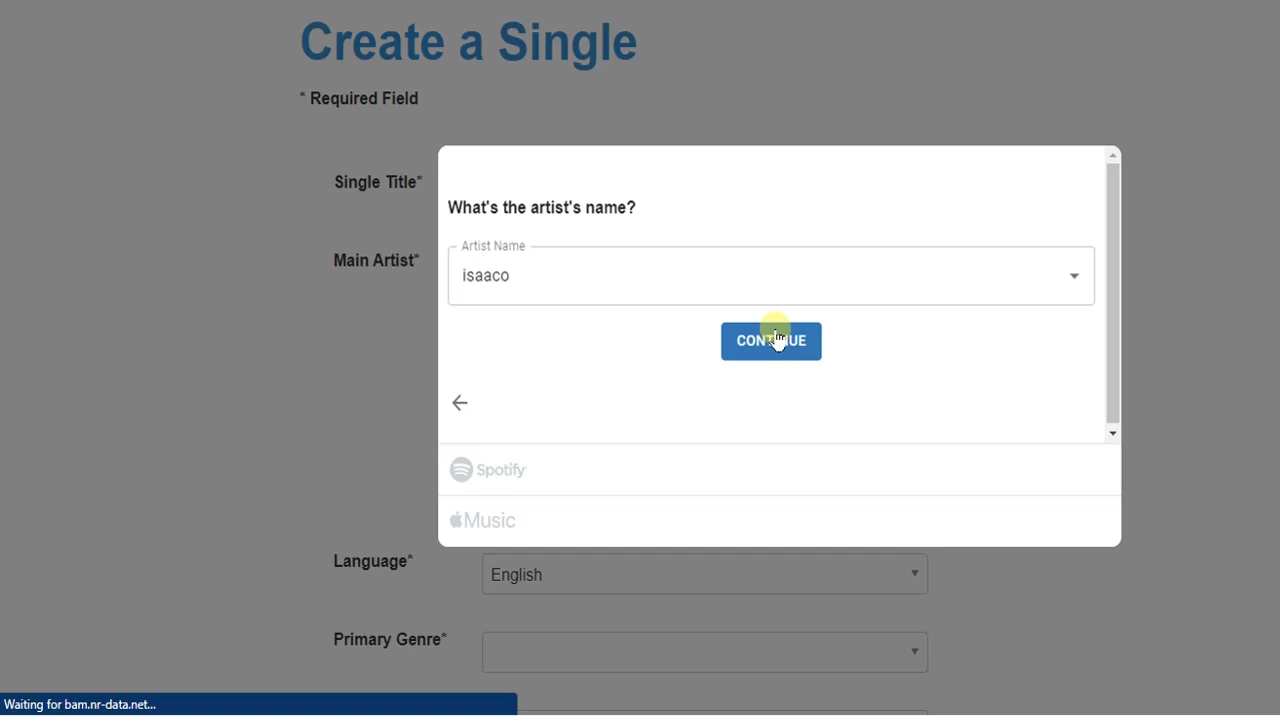 Create a Single
* Required Field
Single Title*
What's the artist's name?
Artist Name
Main Artist*
isaaco
CONTINUE
Spotify
Music
Language*
English
Primary Genre*
Waiting for bam.nr-data.net...